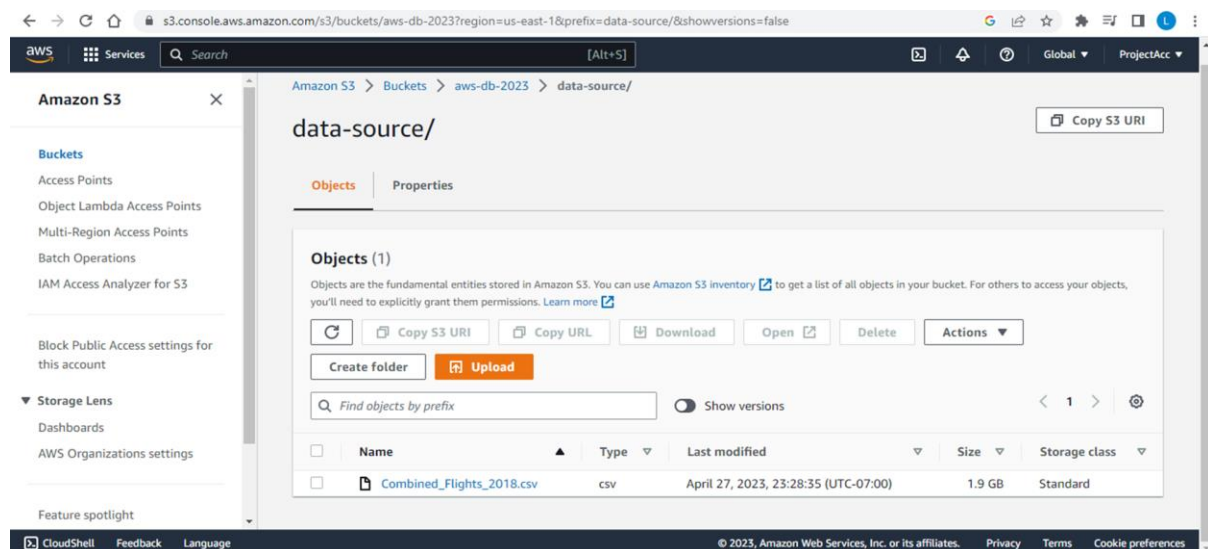 s3.console.aws.amazon.com/s3/buckets/aws-db-2023?region=us-east-1&prefix=data-source/&showversions=false
G
L
aws
Services
Search
[Alt+S]
Global
ProjectAcc
Amazon S3
Buckets
Access Points
Object Lambda Access Points
Multi-Region Access Points
Batch Operations
IAM Access Analyzer for S3
Block Public Access settings for
this account
Storage Lens
Dashboards
AWS Organizations settings
Feature spotlight
Amazon S3 > Buckets > aws-db-2023 > data-source/
data-source/
Copy S3 URI
Objects
Properties
Objects (1)
Objects are the fundamental entities stored in Amazon S3. You can use Amazon S3 inventory to get a list of all objects in your bucket. For others to access your objects,
you'll need to explicitly grant them permissions. Learn more
Copy S3 URI Copy URL Download Open Delete Actions
Create folder Upload
Find objects by prefix Show versions < 1 >
Name Type Last modified Size Storage class
Combined_Flights_2018.csv csv April 27, 2023, 23:28:35 (UTC-07:00) 1.9 GB Standard
CloudShell Feedback Language © 2023, Amazon Web Services, Inc. or its affiliates. Privacy Terms Cookie preferences